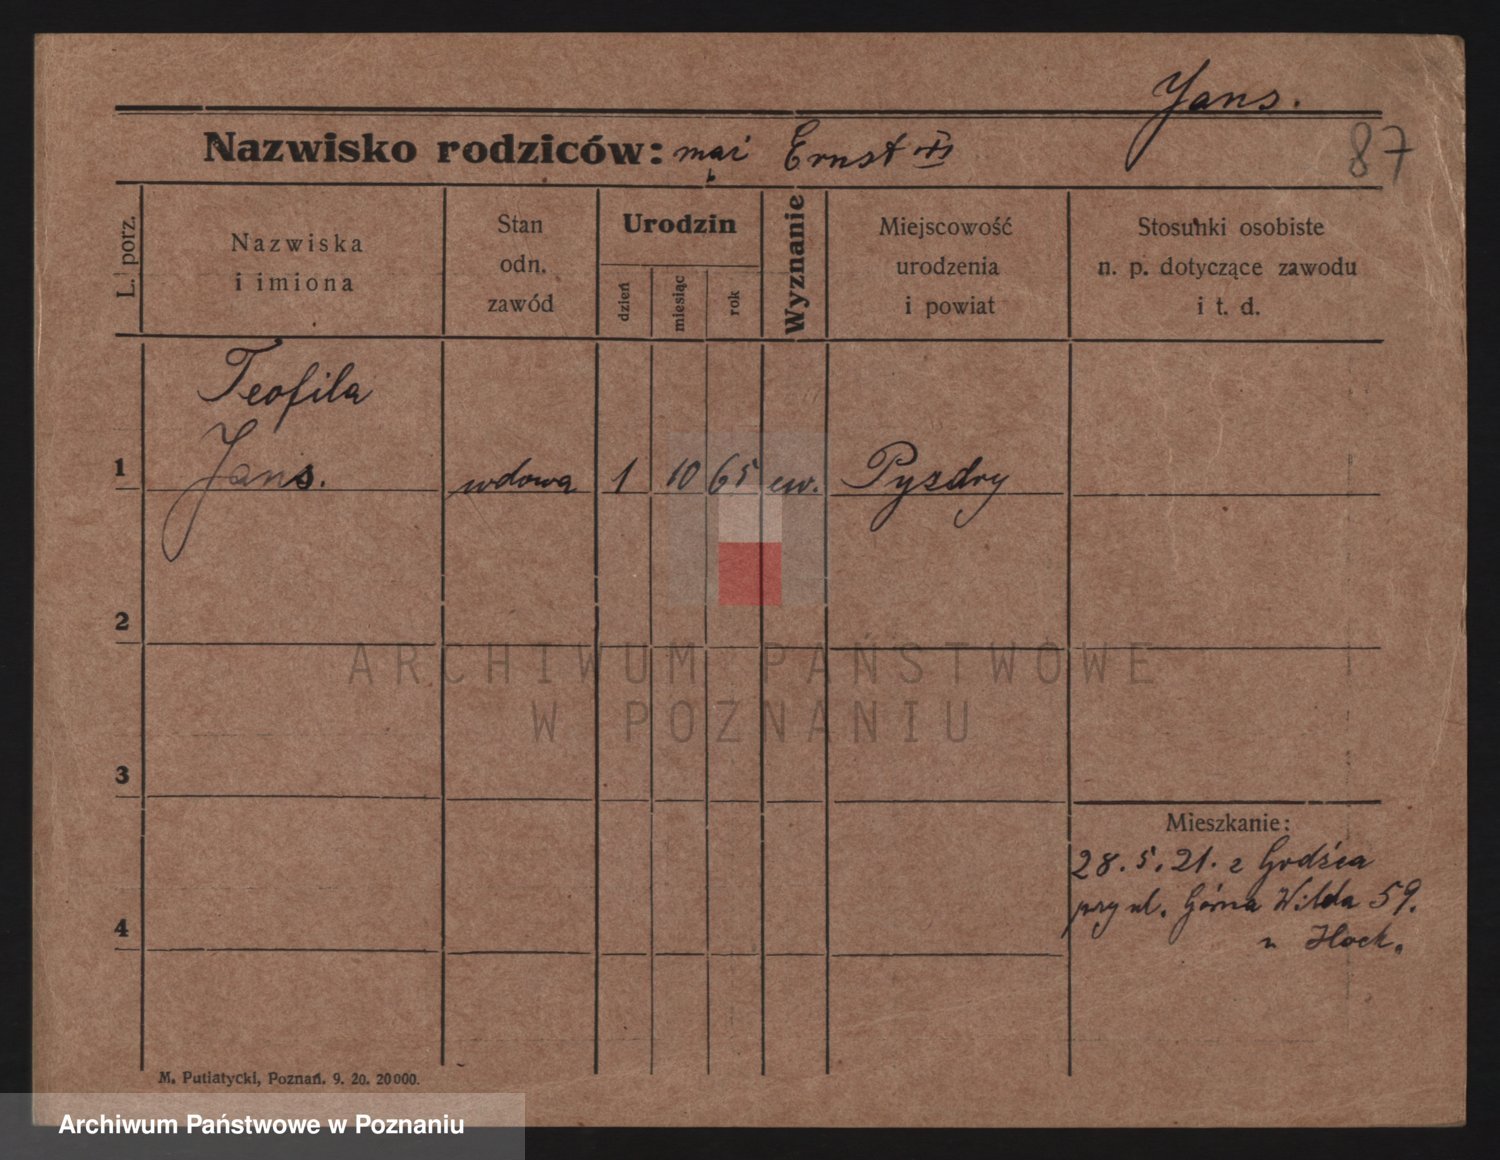 Jans.
87
Nazwisko rodziców: mąż Ernst
L. porz.
Nazwiska
i imiona
Stan
odn.
zawód
Urodzin
dzień
miesiąc
rok
Wyznanie
Miejscowość
urodzenia
i powiat
Stosunki osobiste
n. p. dotyczące zawodu
i t. d.
Teofila
1 Jans. wdowa 1 10 65 ew. Pyzdry
2
ARCHIWUM PAŃSTWOWE
W POZNANIU
3
Mieszkanie:
28.5.21. z
przy ul. Górna Wilda 59.
4
M. Putiatycki, Poznań. 9. 20. 20000.
Archiwum Państwowe w Poznaniu